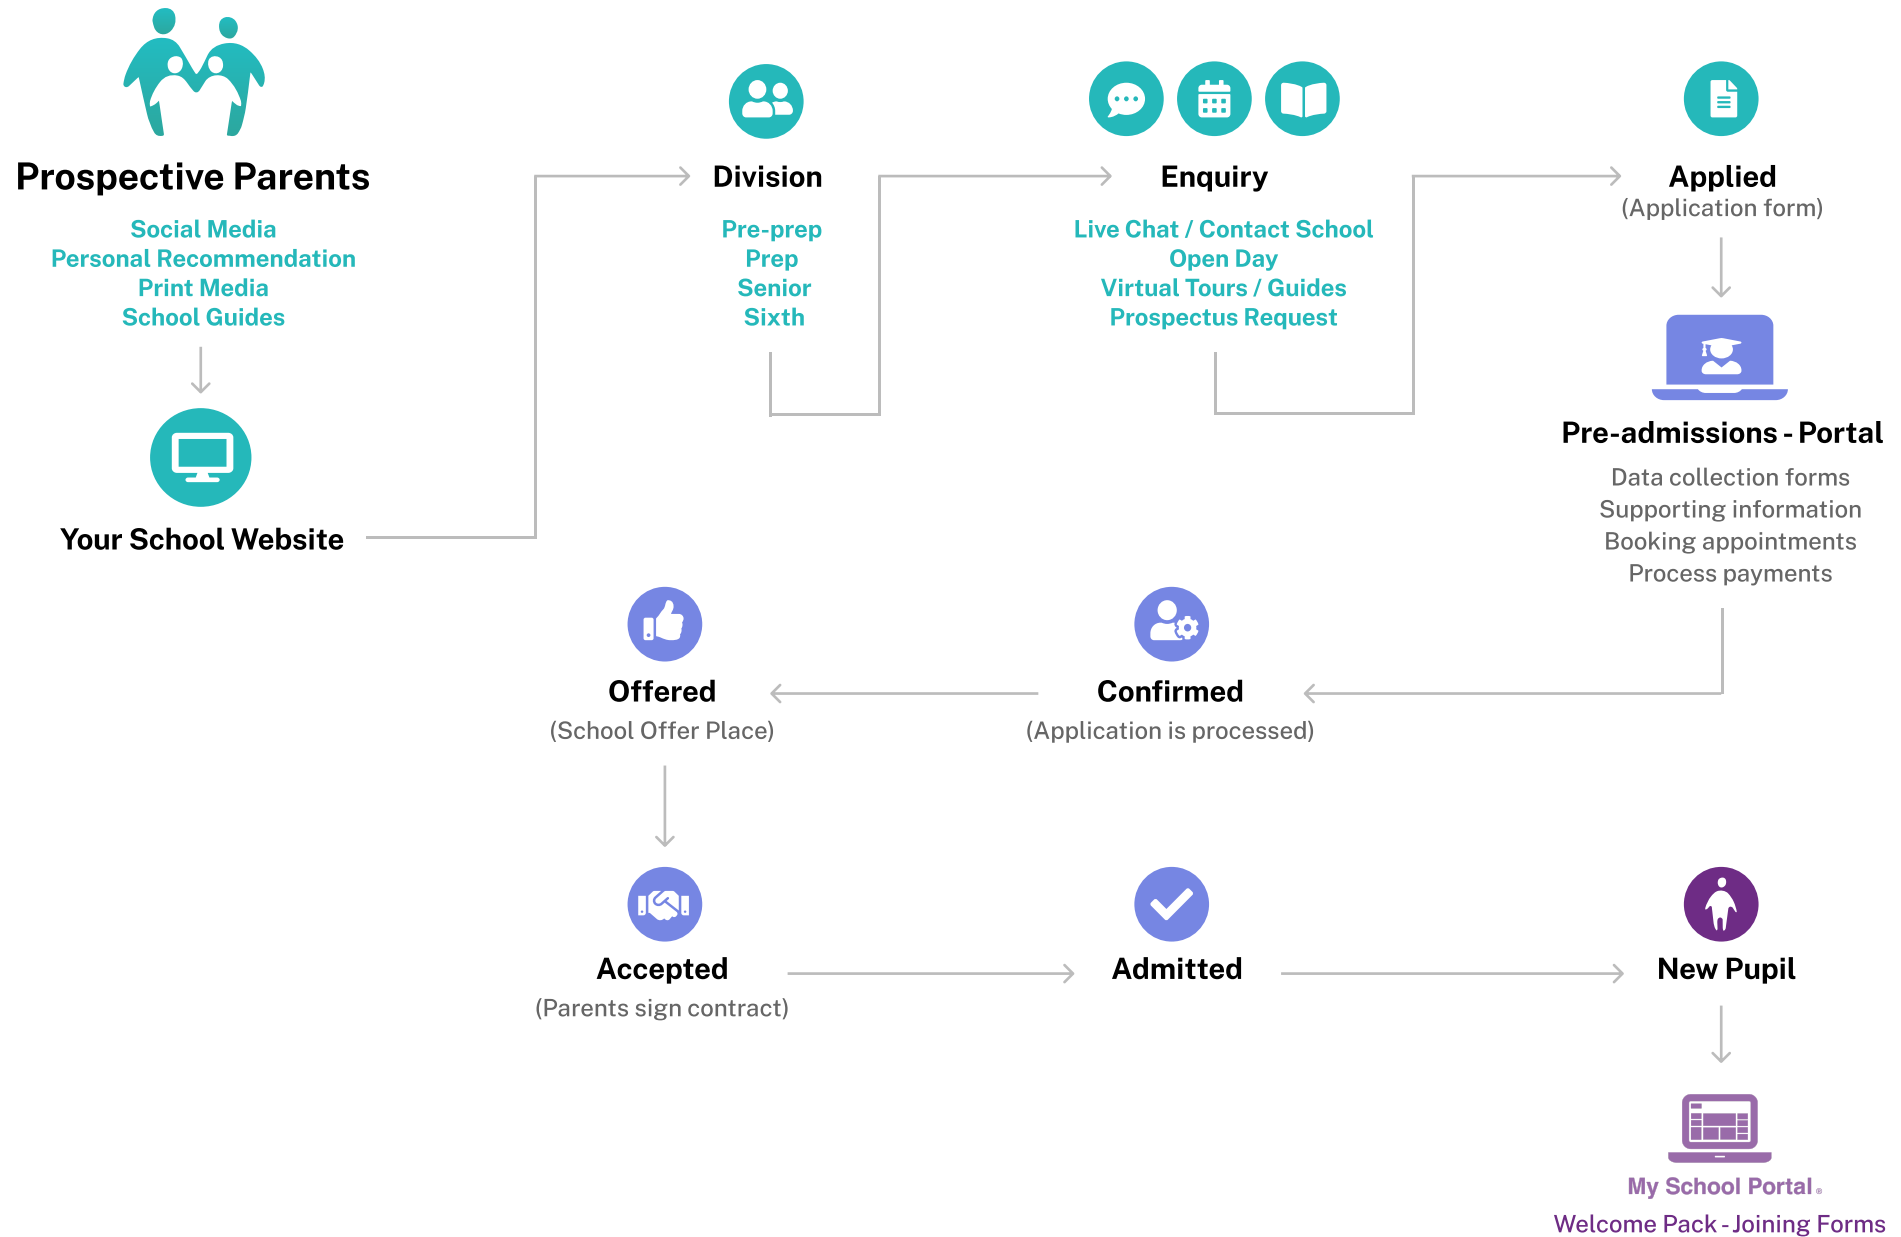 Prospective Parents
Social Media
Personal Recommendation
Print Media
School Guides
Your School Website
Division
Pre-prep
Prep
Senior
Sixth
Enquiry
Live Chat / Contact School
Open Day
Virtual Tours / Guides
Prospectus Request
Applied
(Application form)
Pre-admissions - Portal
Data collection forms
Supporting information
Booking appointments
Process payments
Confirmed
(Application is processed)
Offered
(School Offer Place)
Accepted
(Parents sign contract)
Admitted
New Pupil
My School Portal®
Welcome Pack - Joining Forms